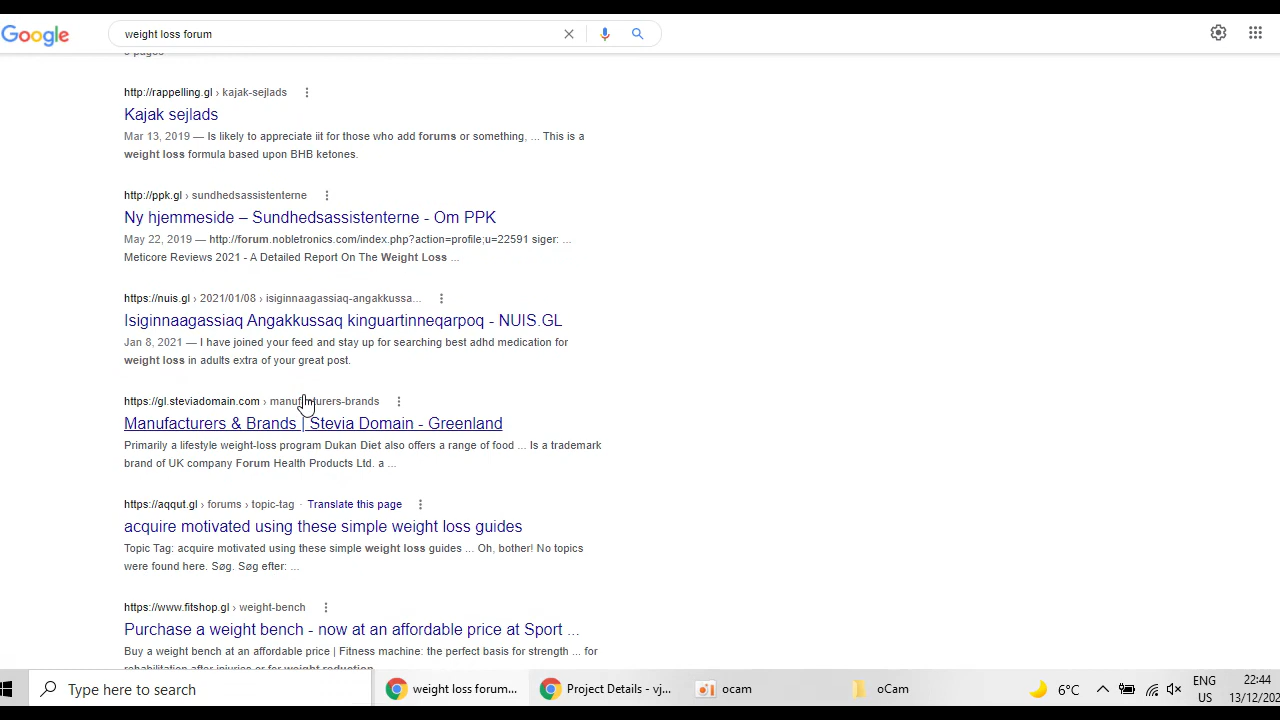 Google
weight loss forum
http://rappelling.gl › kajak-sejlads
Kajak sejlads
Mar 13, 2019 — Is likely to appreciate iit for those who add forums or something, ... This is a
weight loss formula based upon BHB ketones.
http://ppk.gl › sundhedsassistenterne
Ny hjemmeside – Sundhedsassistenterne - Om PPK
May 22, 2019 — http://forum.nobletronics.com/index.php?action=profile;u=22591 siger: ...
Meticore Reviews 2021 - A Detailed Report On The Weight Loss ...
https://nuis.gl › 2021/01/08 › isiginnaagassiaq-angakkussa...
Isiginnaagassiaq Angakkussaq kinguartinneqarpoq - NUIS.GL
Jan 8, 2021 — I have joined your feed and stay up for searching best adhd medication for
weight loss in adults extra of your great post.
https://gl.steviadomain.com › manufacturers-brands
Manufacturers & Brands | Stevia Domain - Greenland
Primarily a lifestyle weight-loss program Dukan Diet also offers a range of food ... Is a trademark
brand of UK company Forum Health Products Ltd. a ...
https://aqqut.gl › forums › topic-tag · Translate this page
acquire motivated using these simple weight loss guides
Topic Tag: acquire motivated using these simple weight loss guides ... Oh, bother! No topics
were found here. Søg. Søg efter: ...
https://www.fitshop.gl › weight-bench
Purchase a weight bench - now at an affordable price at Sport ...
Buy a weight bench at an affordable price | Fitness machine: the perfect basis for strength ... for
rehabilitation after injuries or for weight reduction.
Type here to search
weight loss forum...
Project Details - vj...
ocam
oCam
6°C
ENG
US
22:44
13/12/202